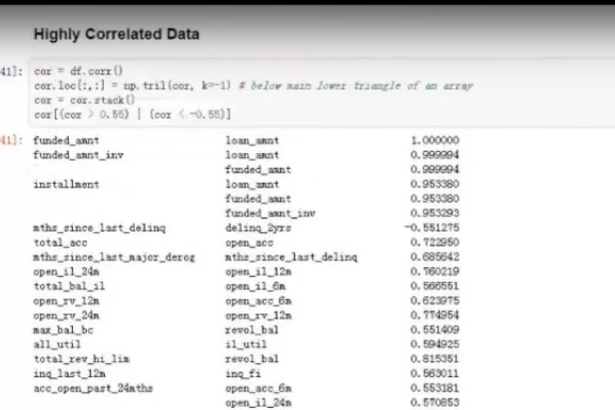 Highly Correlated Data
41]: cor = df.corr()
cor.loc[:,:] = np.tril(cor, k=-1) # below main lower triangle of an array
cor = cor.stack()
cor[(cor > 0.55) | (cor < -0.55)]
41]: funded_amnt loan_amnt 1.000000
funded_amnt_inv loan_amnt 0.999994
funded_amnt 0.999994
installment loan_amnt 0.953380
funded_amnt 0.953380
funded_amnt_inv 0.953293
mths_since_last_delinq delinq_2yrs -0.551275
total_acc open_acc 0.722950
mths_since_last_major_derog mths_since_last_delinq 0.685642
open_il_24m open_il_12m 0.760219
total_bal_il open_il_6m 0.566551
open_rv_12m open_acc_6m 0.623975
open_rv_24m open_rv_12m 0.774954
max_bal_bc revol_bal 0.551409
all_util il_util 0.594925
total_rev_hi_lim revol_bal 0.815351
inq_last_12m inq_fi 0.563011
acc_open_past_24mths open_acc_6m 0.553181
open_il_24m 0.570853